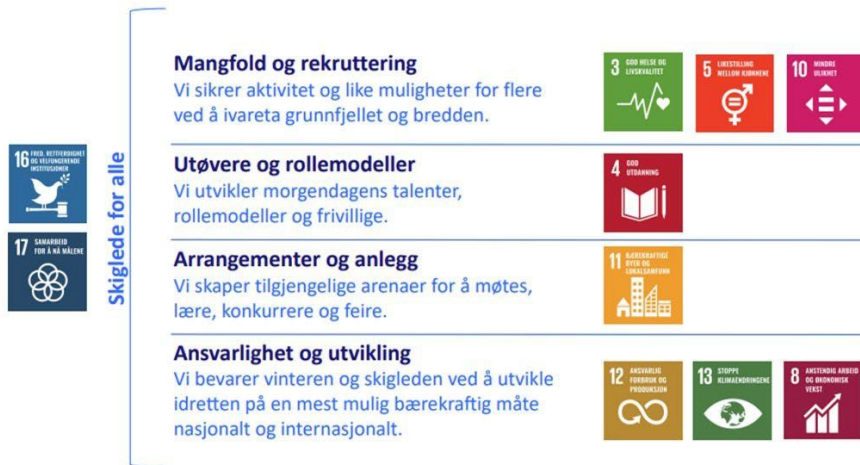 16 FRED, RETTFERDIGHET
OG VELFUNGERENDE
INSTITUSJONER
17 SAMARBEID
FOR Å NÅ MÅLENE
Skiglede for alle
Mangfold og rekruttering
Vi sikrer aktivitet og like muligheter for flere
ved å ivareta grunnfjellet og bredden.
3 GOD HELSE OG
LIVSKVALITET
5 LIKESTILLING
MELLOM KJØNNENE
10 MINDRE
ULIKHET
Utøvere og rollemodeller
Vi utvikler morgendagens talenter,
rollemodeller og frivillige.
4 GOD
UTDANNING
Arrangementer og anlegg
Vi skaper tilgjengelige arenaer for å møtes,
lære, konkurrere og feire.
11 BÆREKRAFTIGE
BYER OG
LOKALSAMFUNN
Ansvarlighet og utvikling
Vi bevarer vinteren og skigleden ved å utvikle
idretten på en mest mulig bærekraftig måte
nasjonalt og internasjonalt.
12 ANSVARLIG
FORBRUK OG
PRODUKSJON
13 STOPPE
KLIMAENDRINGENE
8 ANSTENDIG ARBEID
OG ØKONOMISK
VEKST